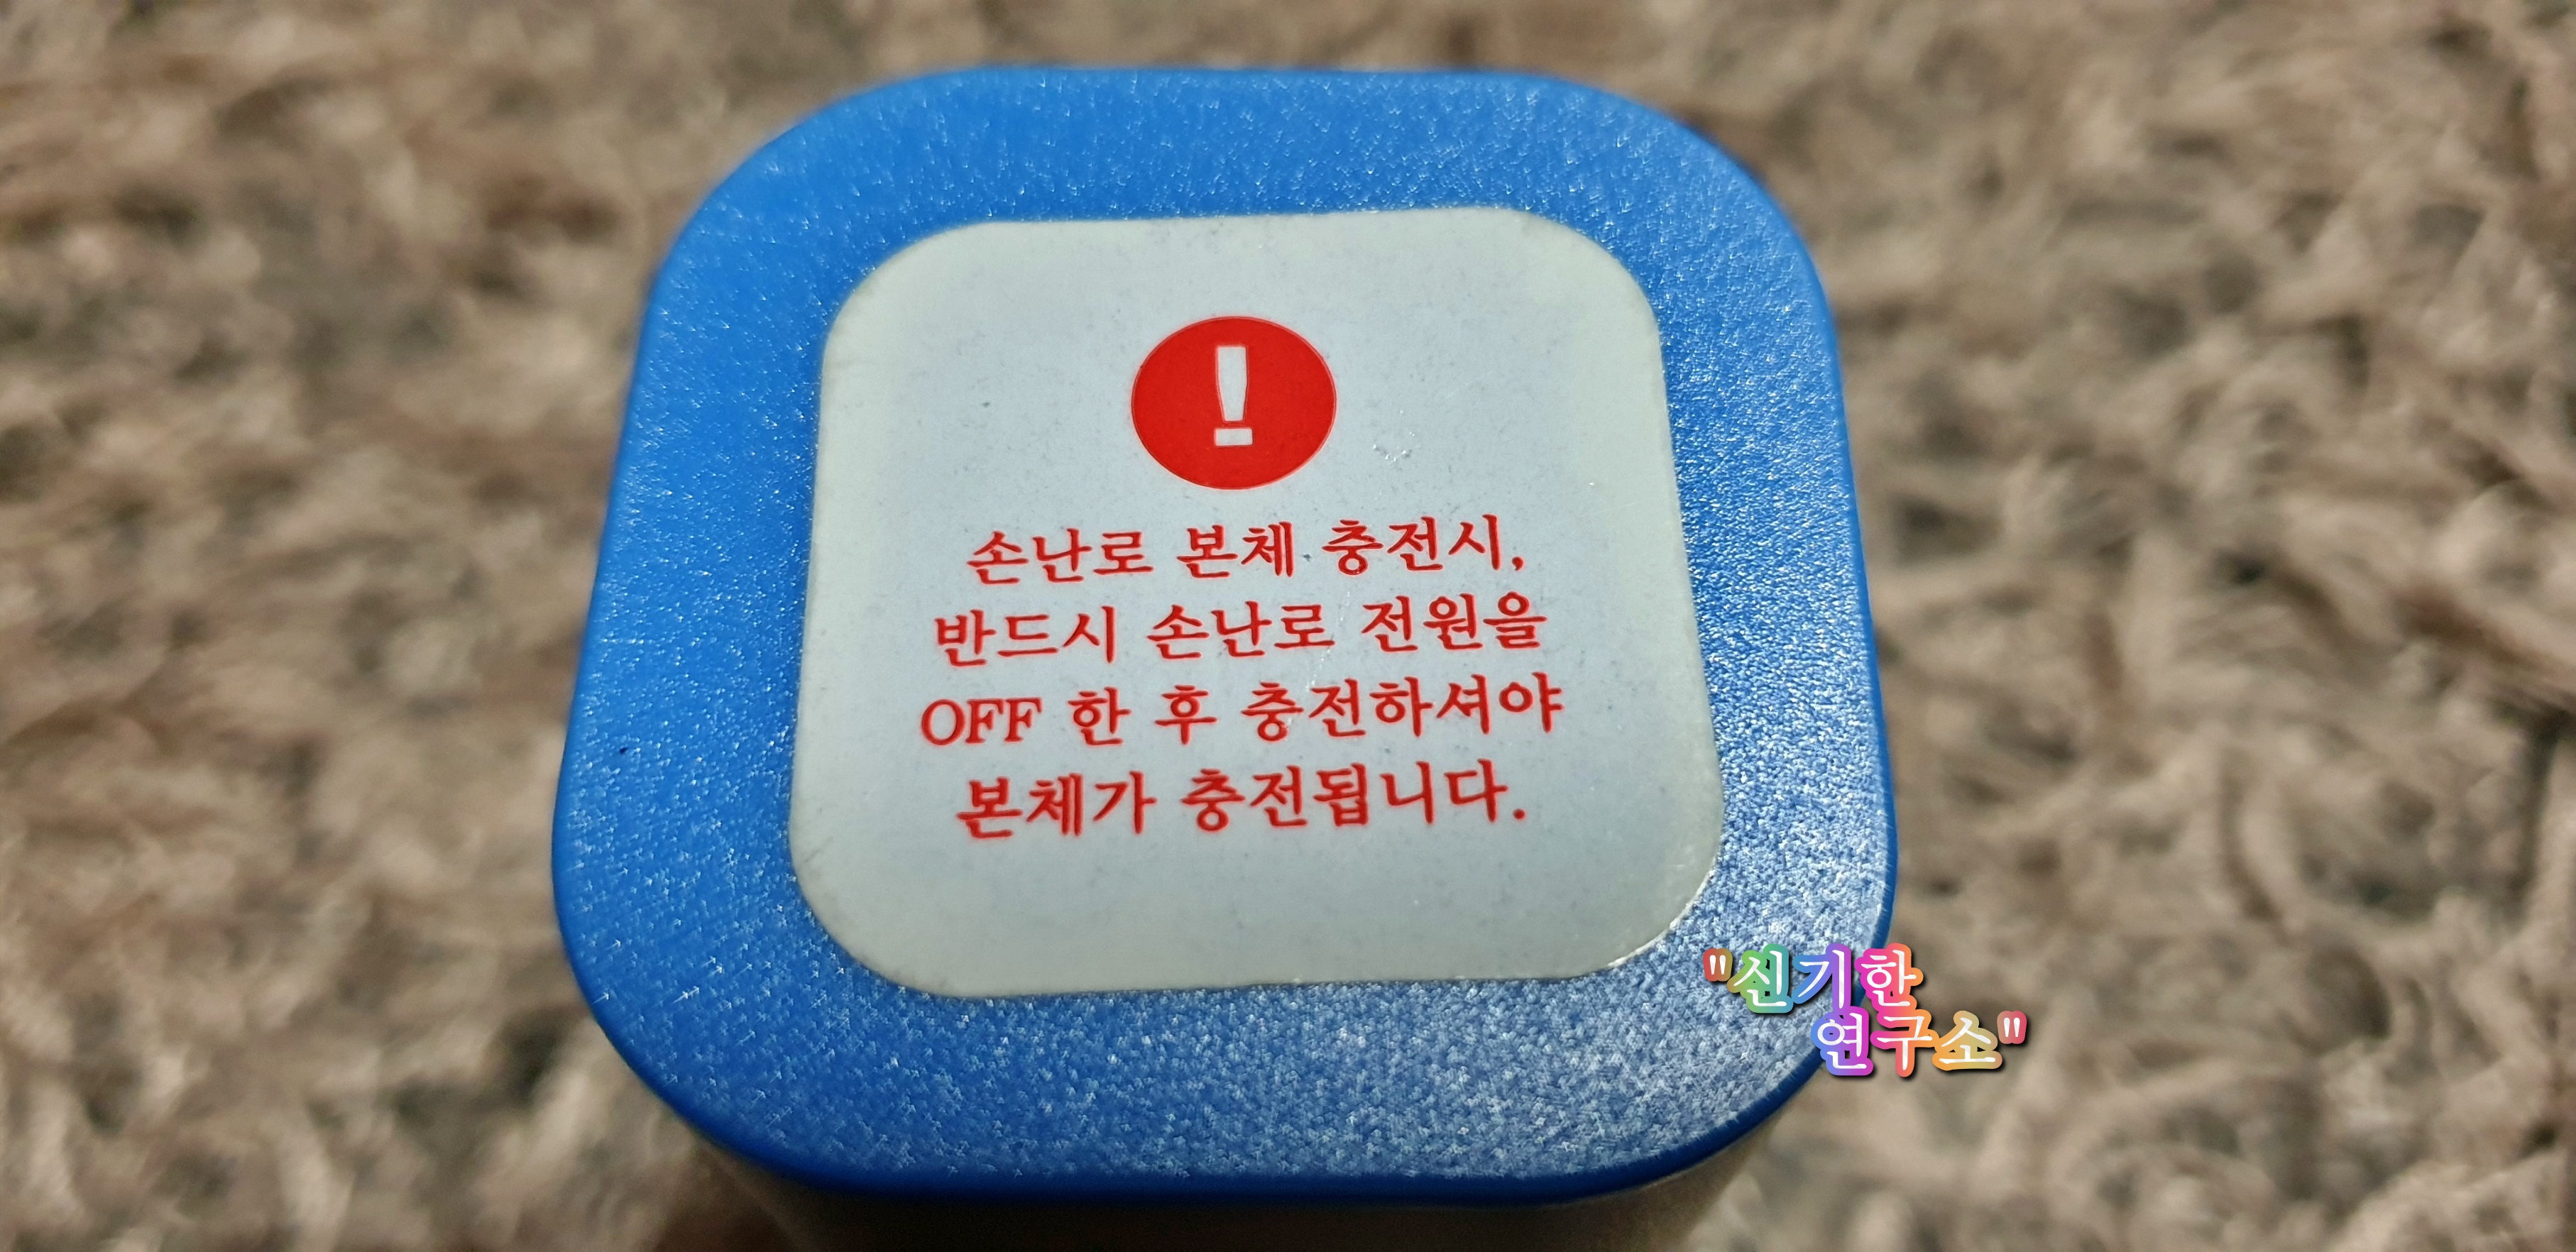 !
손난로 본체 충전시,
반드시 손난로 전원을
OFF 한 후 충전하셔야
본체가 충전됩니다.
"신기한
연구소"